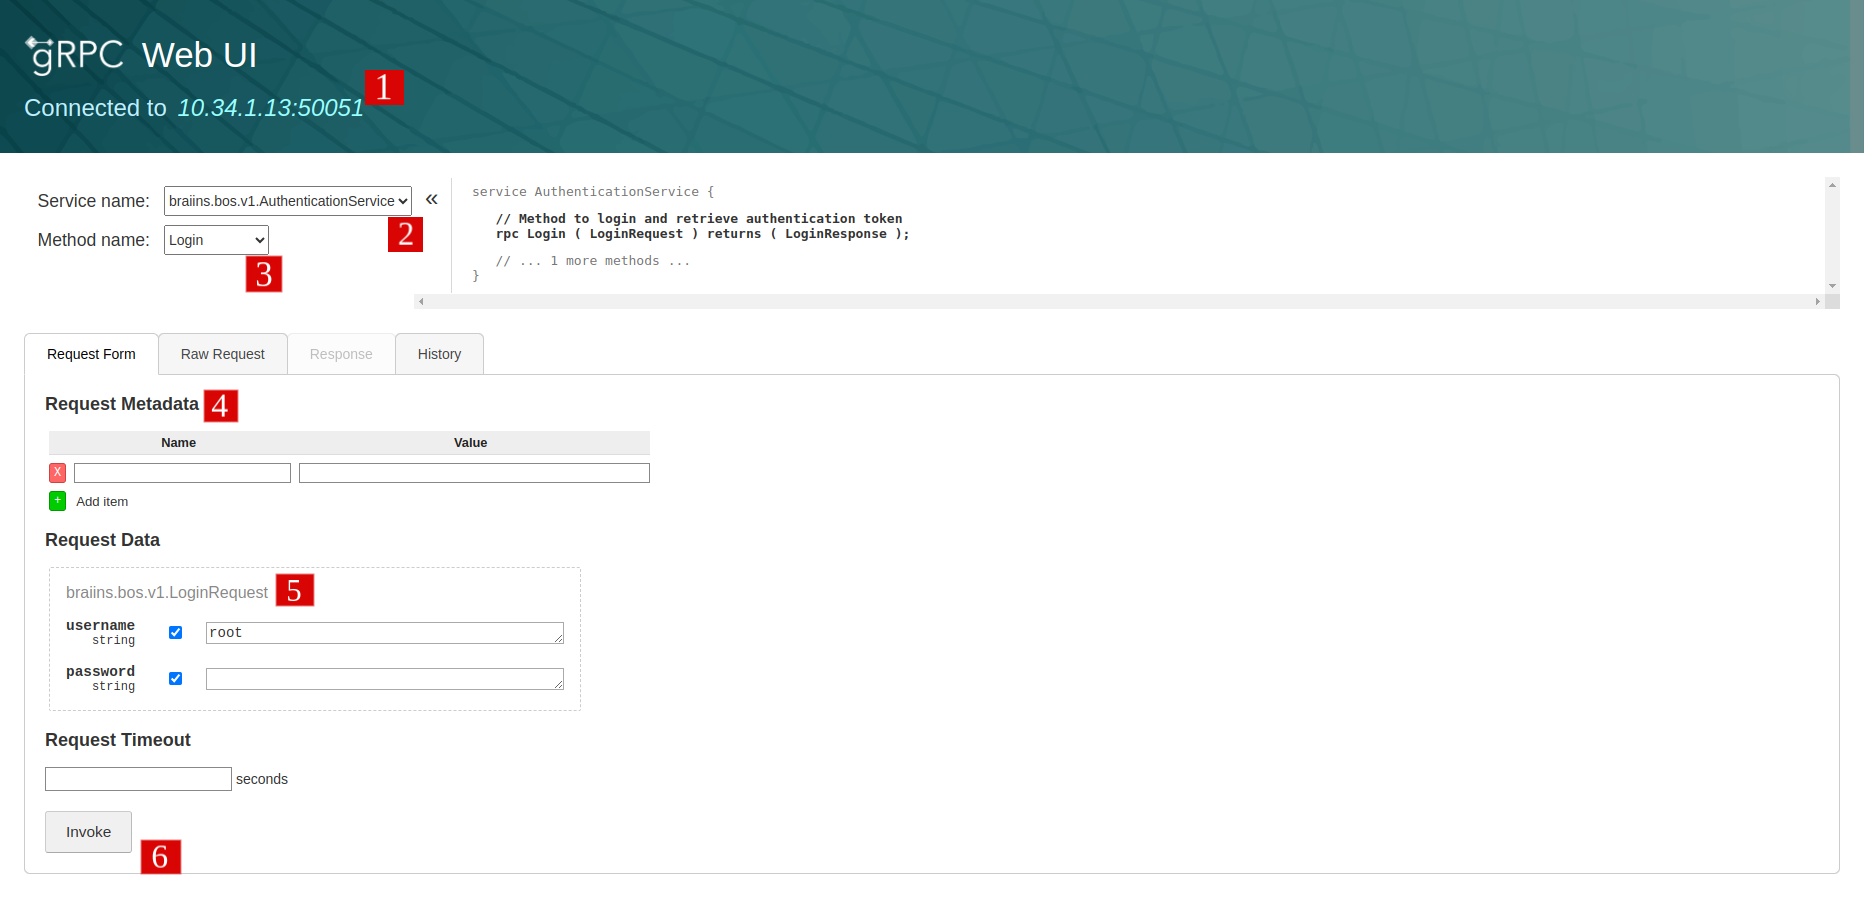 gRPC Web UI
1
Connected to 10.34.1.13:50051
Service name: braiins.bos.v1.AuthenticationService «
2
Method name: Login
3
service AuthenticationService {
// Method to login and retrieve authentication token
rpc Login ( LoginRequest ) returns ( LoginResponse );
// ... 1 more methods ...
}
Request Form Raw Request Response History
Request Metadata 4
Name Value
X
+ Add item
Request Data
braiins.bos.v1.LoginRequest 5
username root
string
password
string
Request Timeout
seconds
Invoke
6